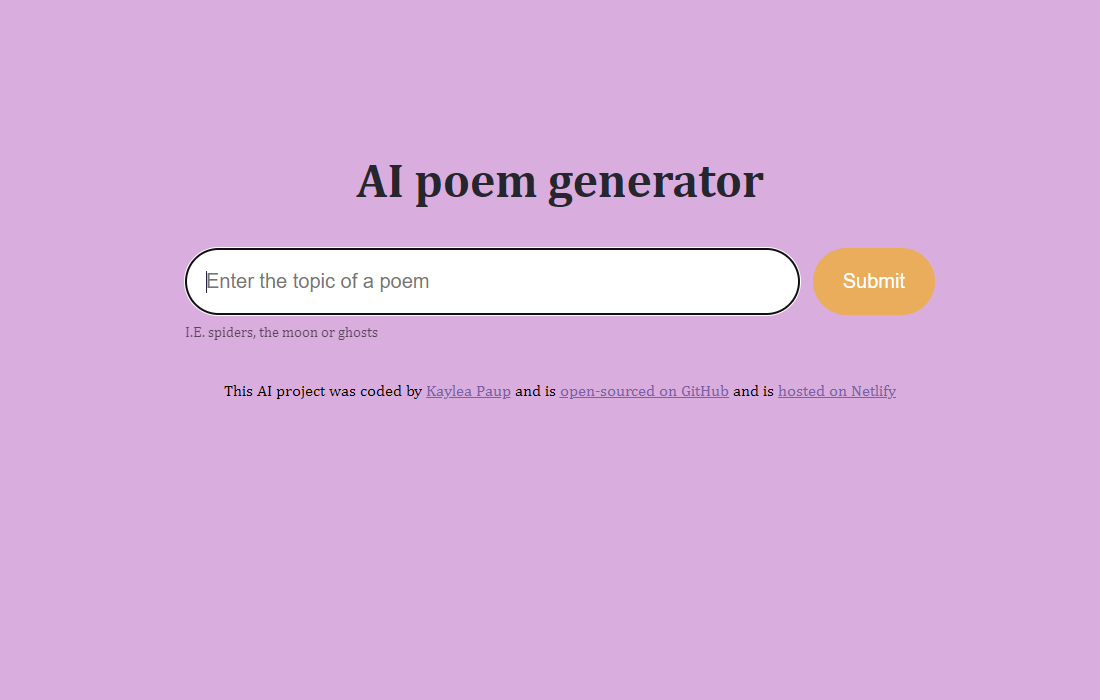 AI poem generator
Enter the topic of a poem
Submit
I.E. spiders, the moon or ghosts
This AI project was coded by Kaylea Paup and is open-sourced on GitHub and is hosted on Netlify